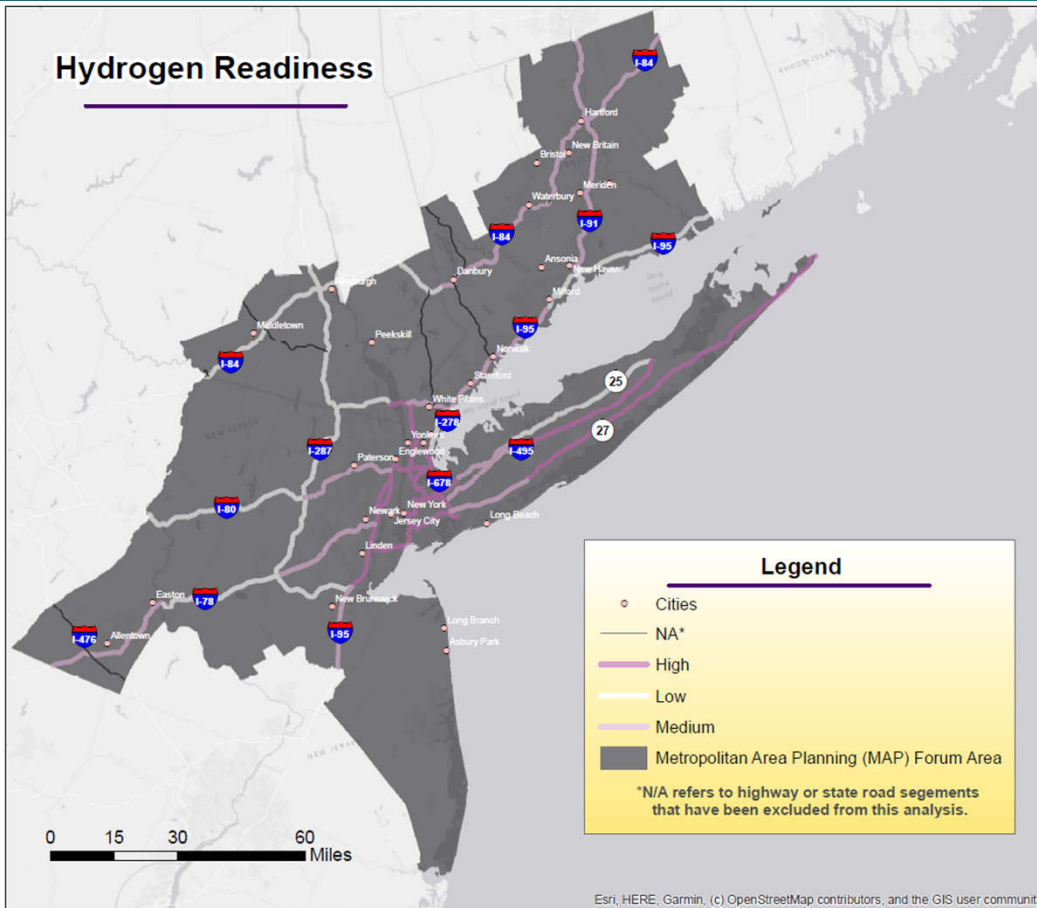 Hydrogen Readiness
RHODE ISLAND
I-84
Hartford
New Britain
Bristol
Meriden
Waterbury
I-91
I-84
I-95
Ansonia
New Haven
Danbury
Milford
Middletown
Peekskill
I-95
Norwalk
I-84
Stamford
25
White Plains
I-278
27
NEW JERSEY
Yonkers
I-287
Englewood
I-495
Paterson
I-678
I-80
New York
Newark
Jersey City
Long Beach
Linden
Easton
I-78
New Brunswick
I-476
Allentown
I-95
Long Branch
Asbury Park
Legend
Cities
NA*
High
Low
Medium
Metropolitan Area Planning (MAP) Forum Area
*N/A refers to highway or state road segements
that have been excluded from this analysis.
0 15 30 60
Miles
Esri, HERE, Garmin, (c) OpenStreetMap contributors, and the GIS user communit